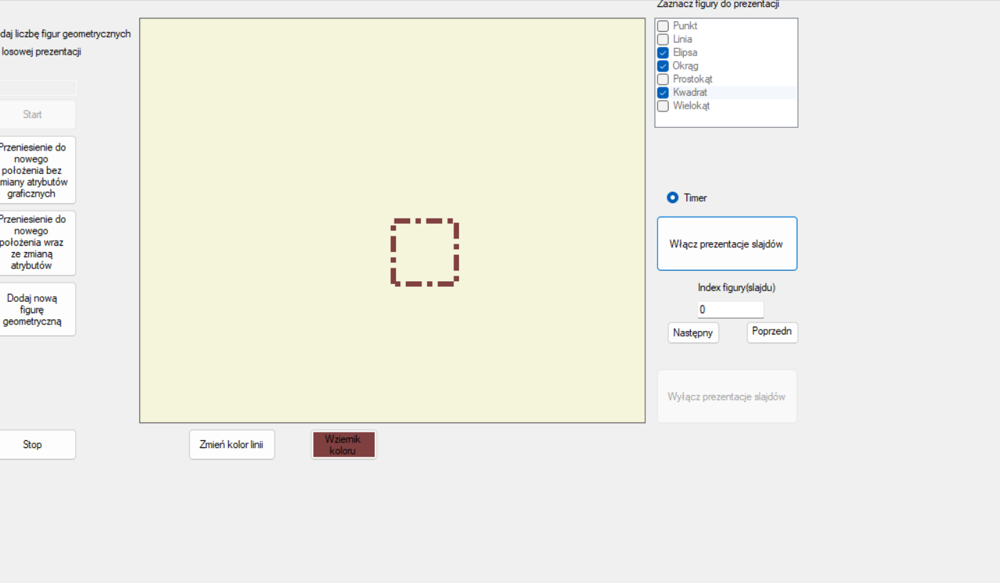 Zaznacz figury do prezentacji
daj liczbę figur geometrycznych
losowej prezentacji
Punkt
Linia
Elipsa
Okrąg
Prostokąt
Kwadrat
Wielokąt
Start
Przeniesienie do
nowego
położenia bez
miany atrybutów
graficznych
Przeniesienie do
nowego
położenia wraz
ze zmianą
atrybutów
Dodaj nową
figurę
geometryczną
Stop
Zmień kolor linii
Wziernik
koloru
Timer
Włącz prezentacje slajdów
Index figury(slajdu)
0
Następny
Poprzedn
Wyłącz prezentacje slajdów